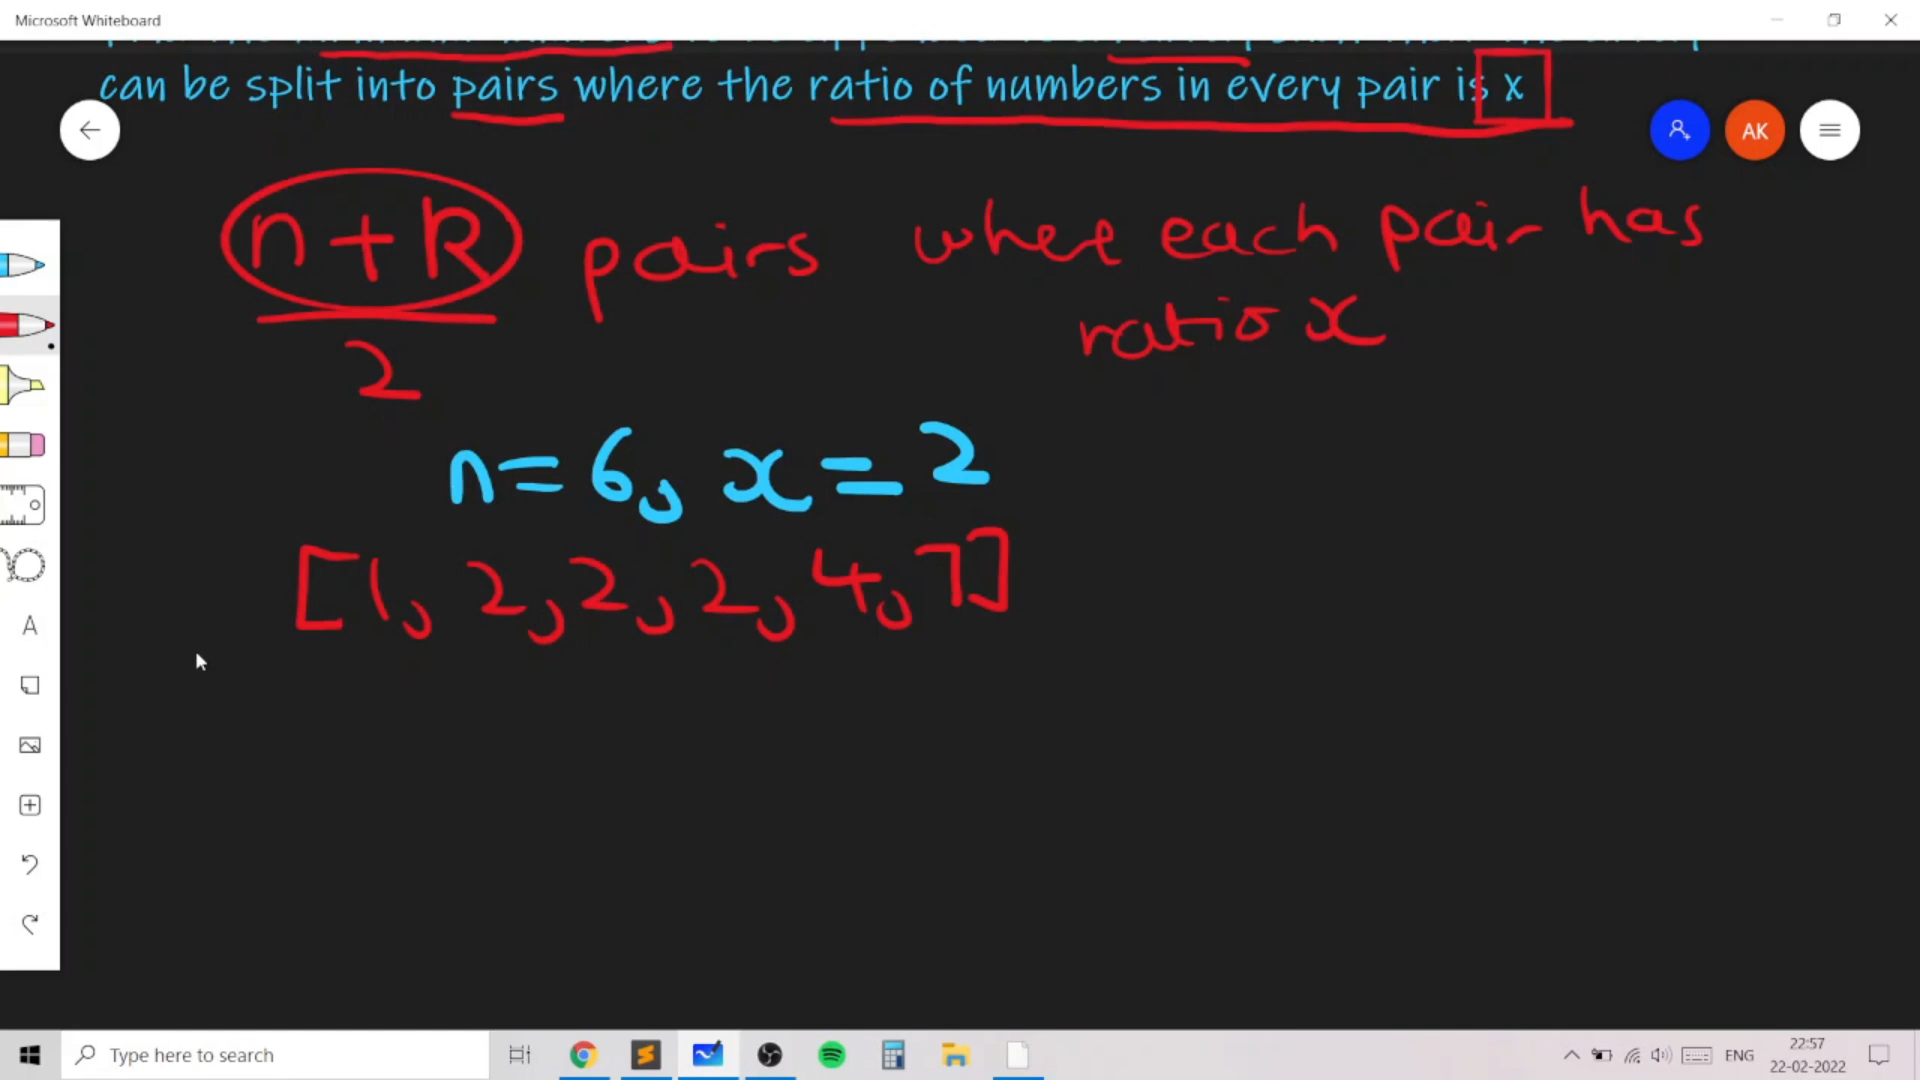 Microsoft Whiteboard
can be split into pairs where the ratio of numbers in every pair is x
AK
n+R
2
pairs where each pair has
ratio x
n=6, x=2
[1, 2, 2, 2, 4, 7]
A
Type here to search
ENG
22:57
22-02-2022